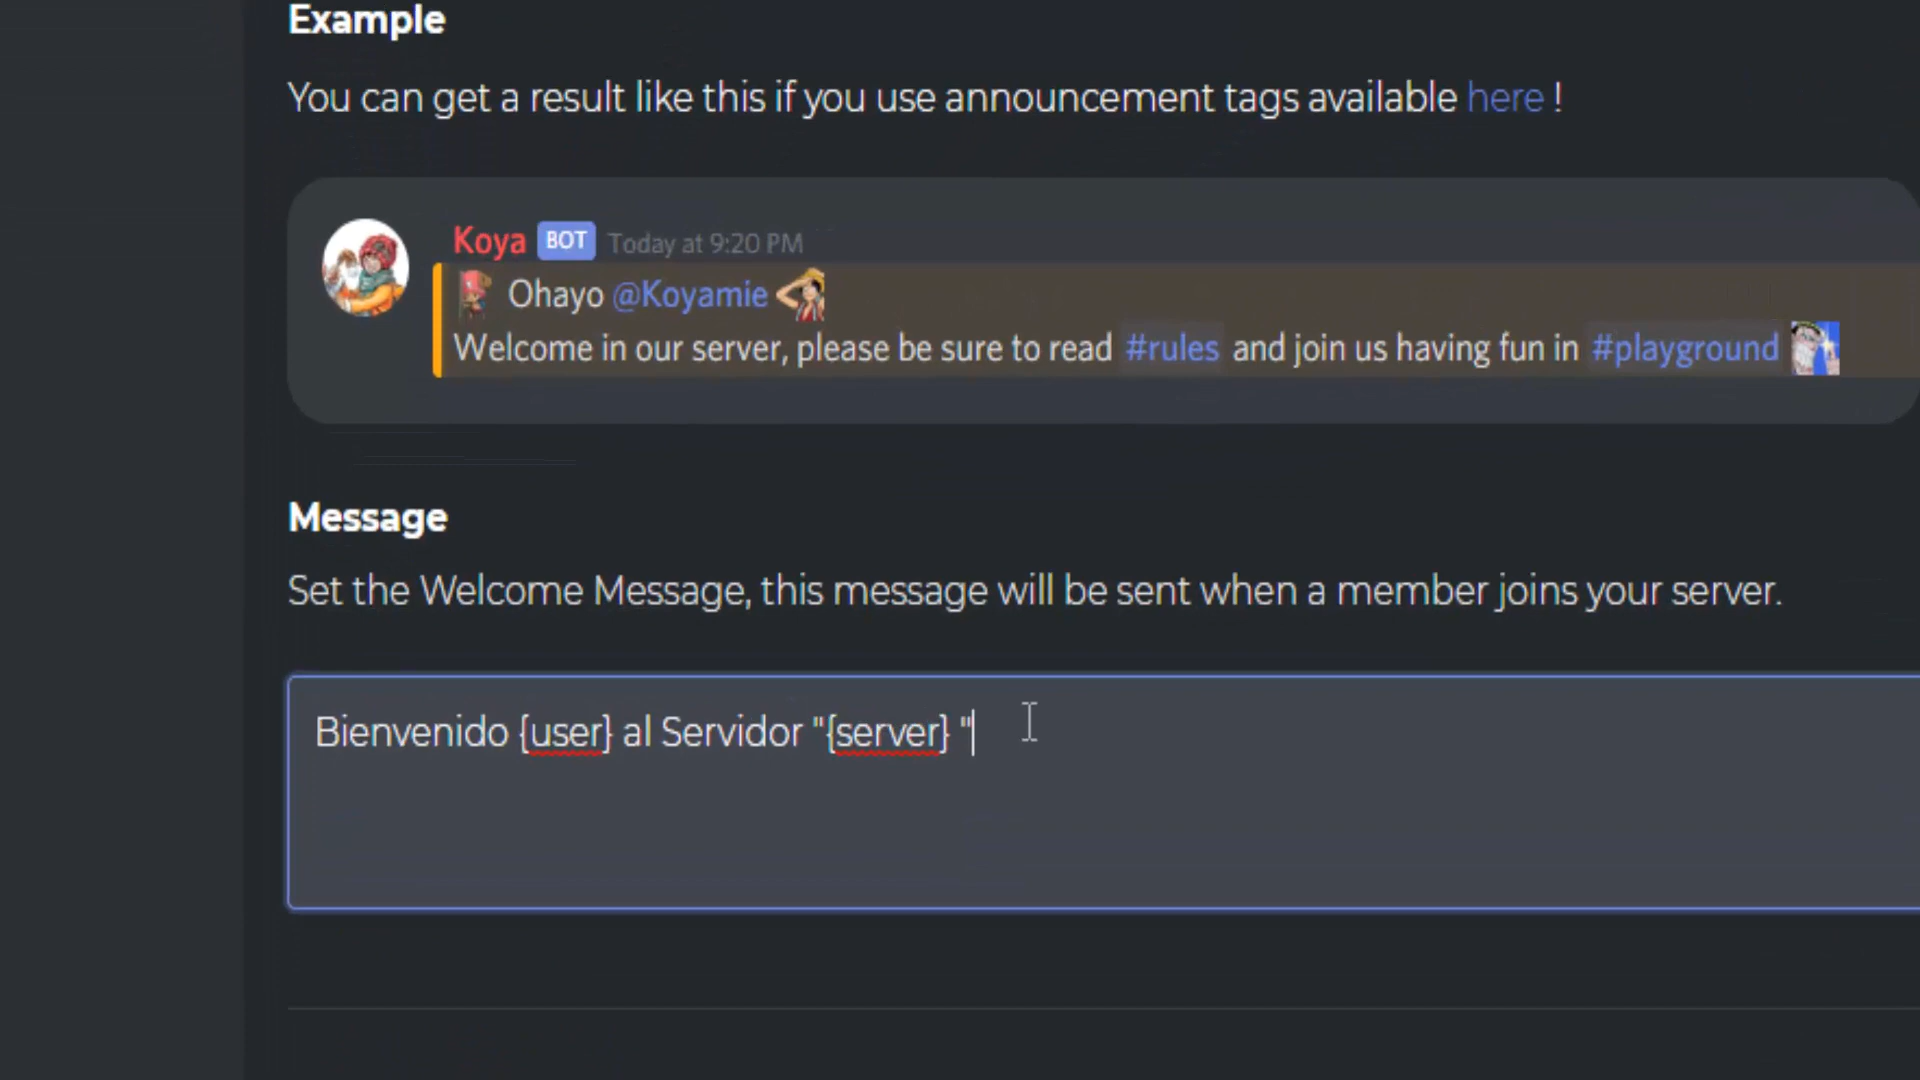 Example
You can get a result like this if you use announcement tags available here !
Koya BOT Today at 9:20 PM
Ohayo @Koyamie
Welcome in our server, please be sure to read #rules and join us having fun in #playground
Message
Set the Welcome Message, this message will be sent when a member joins your server.
Bienvenido {user} al Servidor "{server} "